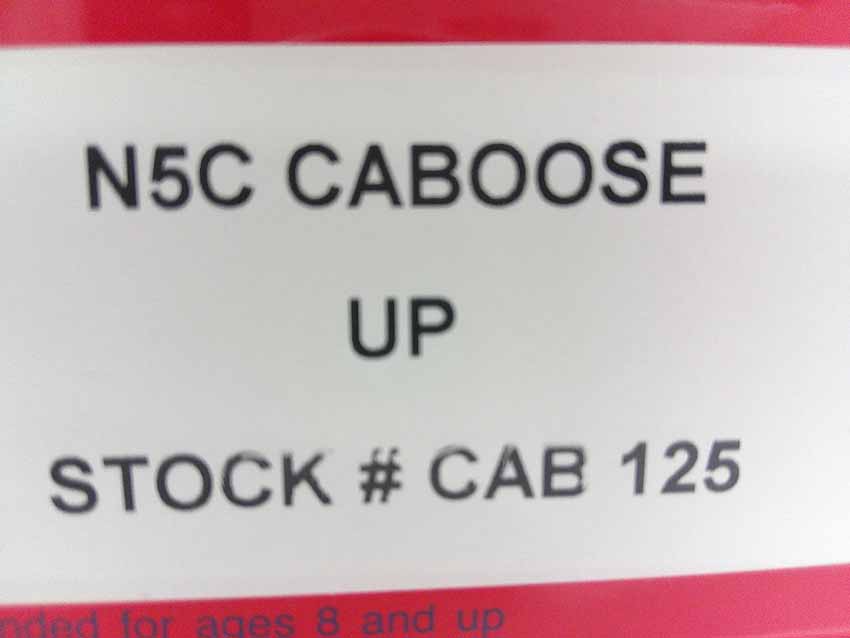 N5C CABOOSE
UP
STOCK # CAB 125
for ages 8 and up